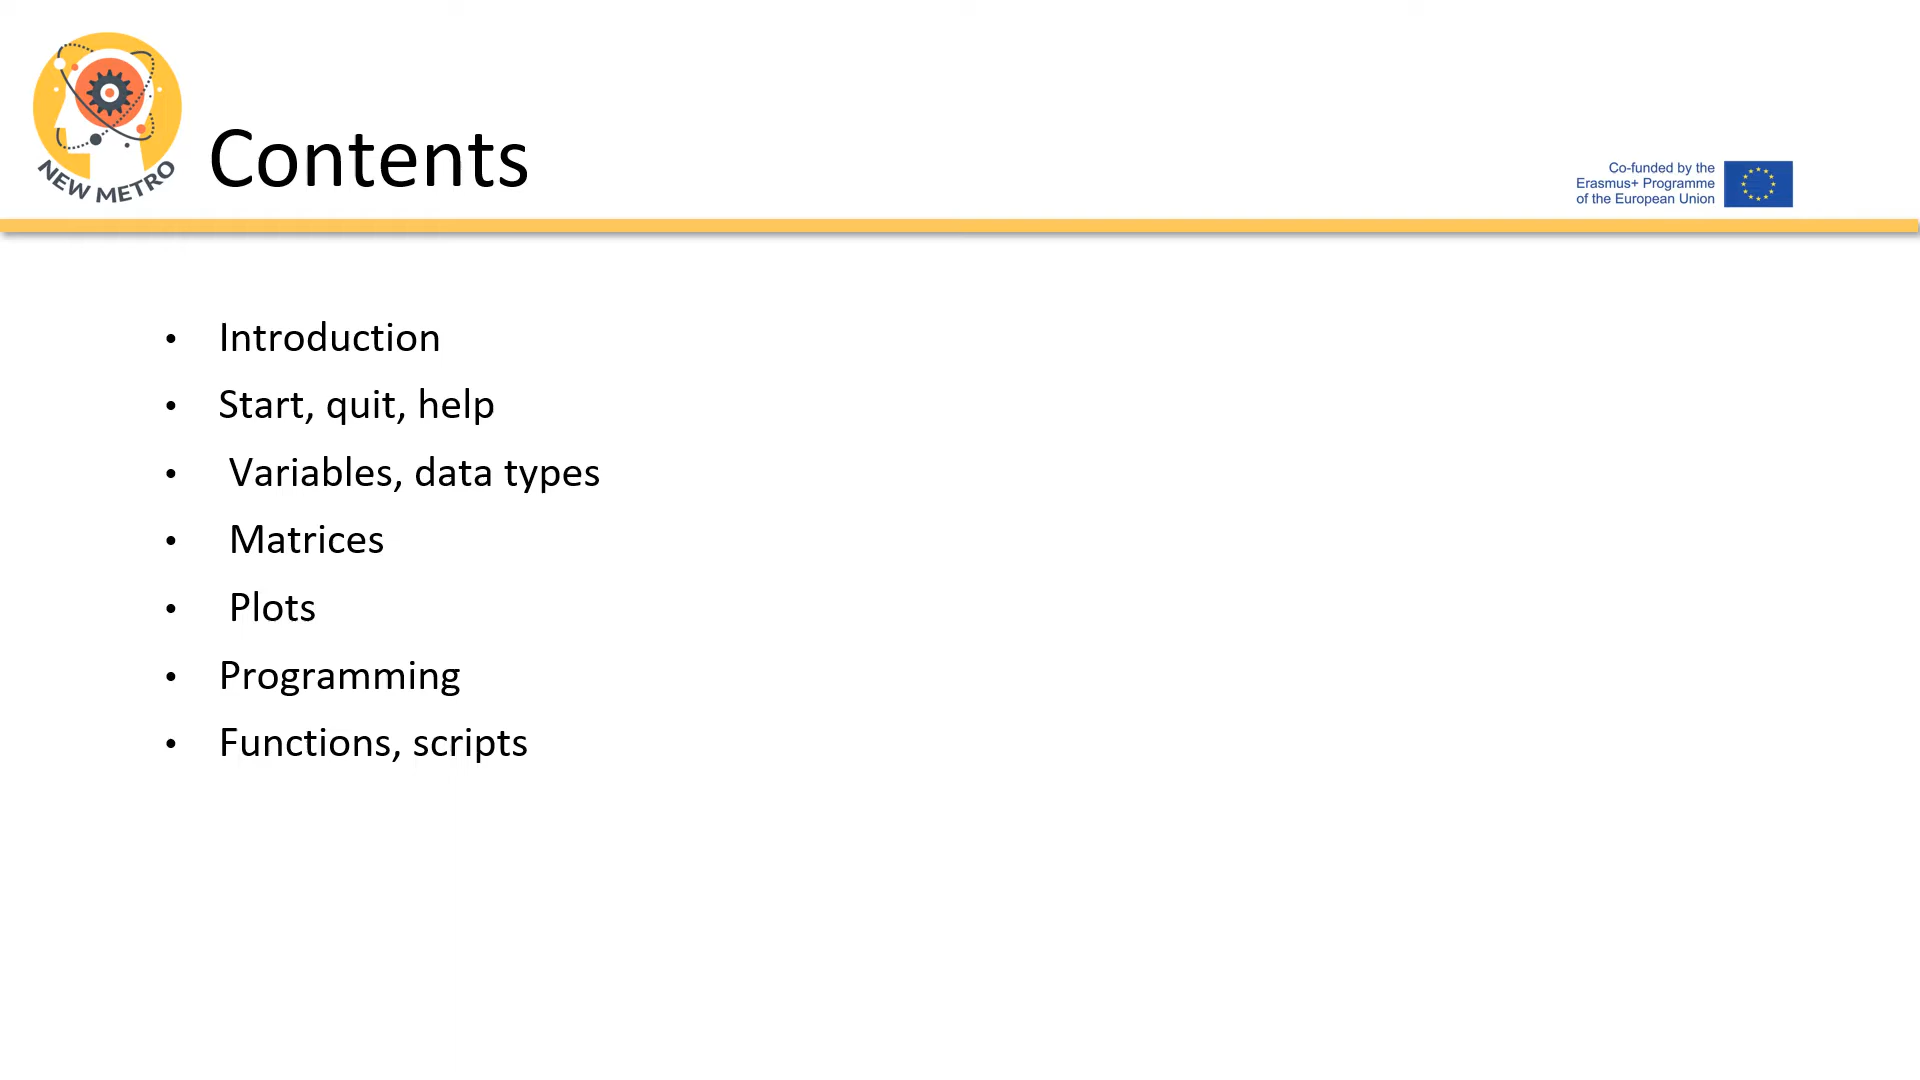 NEW METRO
Contents
Co-funded by the
Erasmus+ Programme
of the European Union
• Introduction
• Start, quit, help
• Variables, data types
• Matrices
• Plots
• Programming
• Functions, scripts